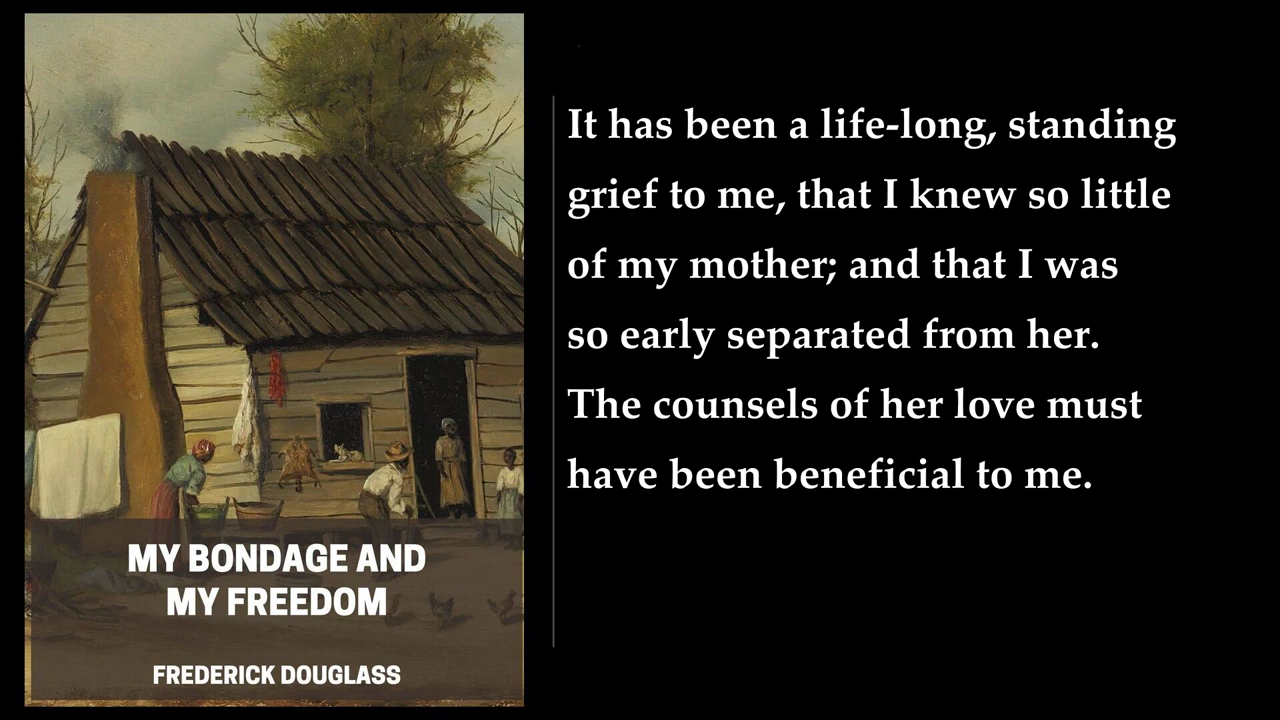 It has been a life-long, standing
grief to me, that I knew so little
of my mother; and that I was
so early separated from her.
The counsels of her love must
have been beneficial to me.
MY BONDAGE AND
MY FREEDOM
FREDERICK DOUGLASS